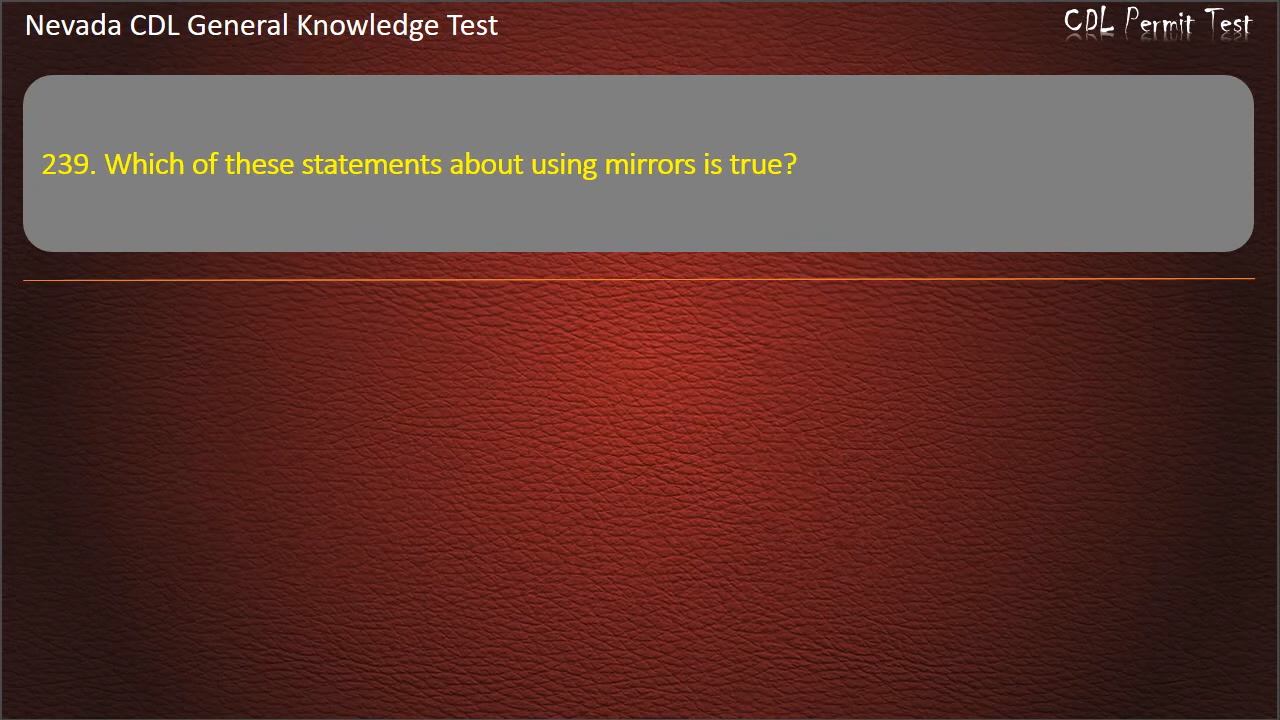 Nevada CDL General Knowledge Test
CDL Permit Test
239. Which of these statements about using mirrors is true?